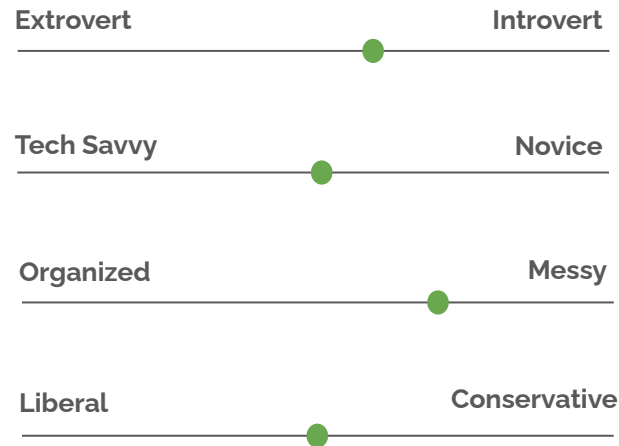 Extrovert Introvert
Tech Savvy Novice
Organized Messy
Liberal Conservative